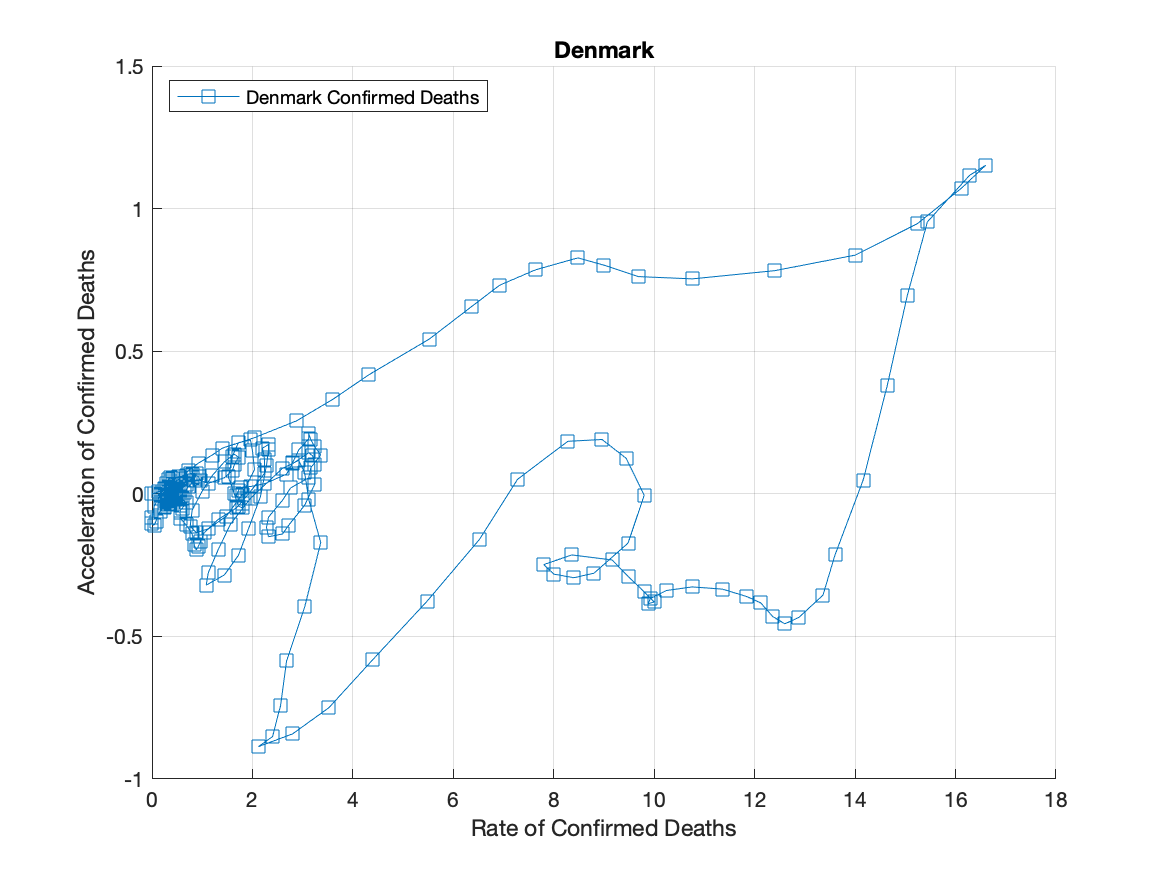 Denmark
1.5
Denmark Confirmed Deaths
1
0.5
0
-0.5
-1
Acceleration of Confirmed Deaths
0 2 4 6 8 10 12 14 16 18
Rate of Confirmed Deaths